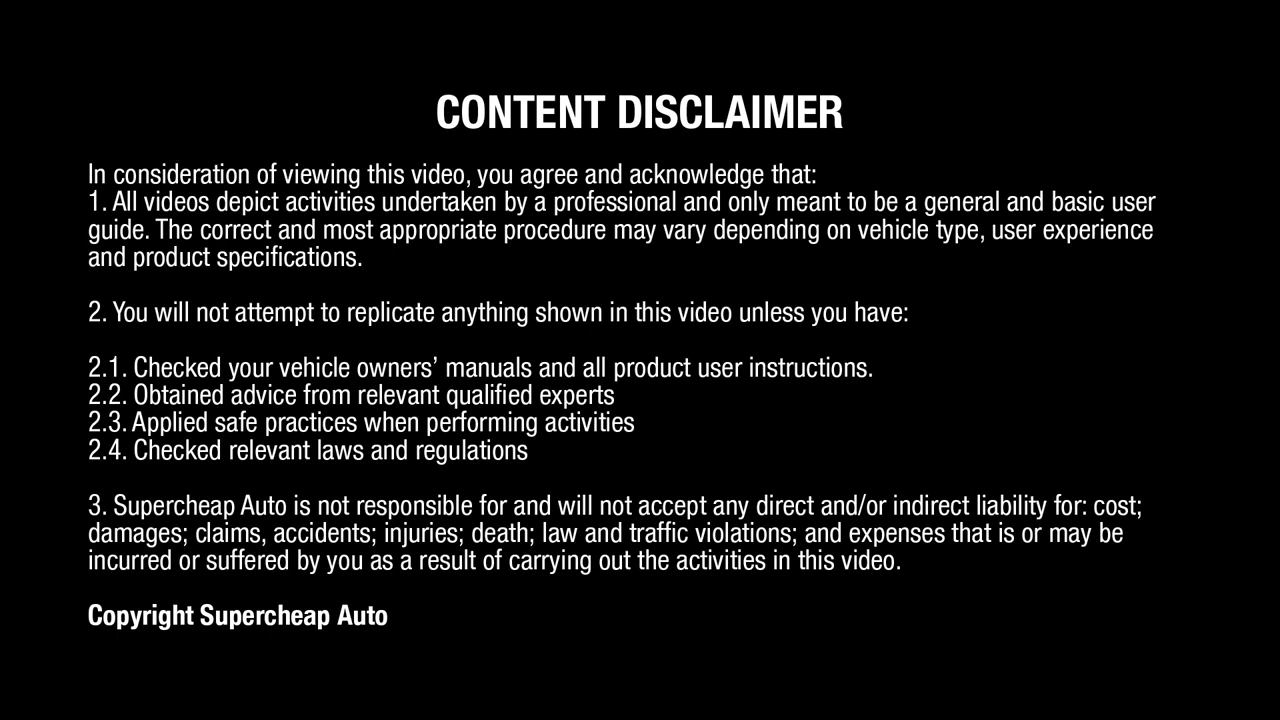 CONTENT DISCLAIMER
In consideration of viewing this video, you agree and acknowledge that:
1. All videos depict activities undertaken by a professional and only meant to be a general and basic user
guide. The correct and most appropriate procedure may vary depending on vehicle type, user experience
and product specifications.
2. You will not attempt to replicate anything shown in this video unless you have:
2.1. Checked your vehicle owners’ manuals and all product user instructions.
2.2. Obtained advice from relevant qualified experts
2.3. Applied safe practices when performing activities
2.4. Checked relevant laws and regulations
3. Supercheap Auto is not responsible for and will not accept any direct and/or indirect liability for: cost;
damages; claims, accidents; injuries; death; law and traffic violations; and expenses that is or may be
incurred or suffered by you as a result of carrying out the activities in this video.
Copyright Supercheap Auto